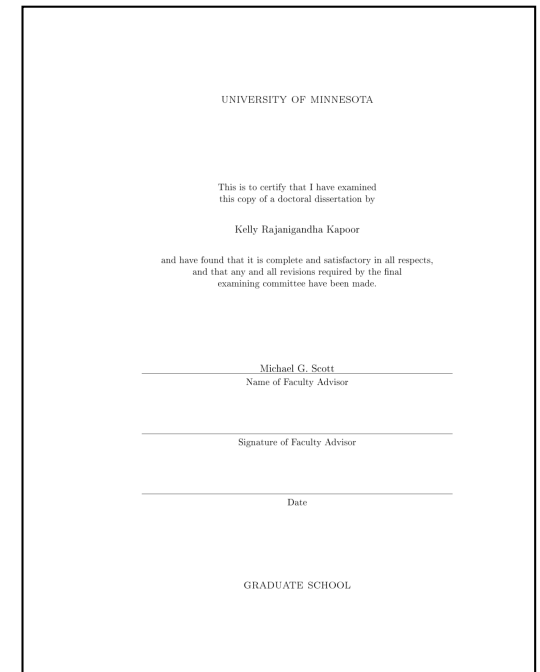 UNIVERSITY OF MINNESOTA
This is to certify that I have examined
this copy of a doctoral dissertation by
Kelly Rajanigandha Kapoor
and have found that it is complete and satisfactory in all respects,
and that any and all revisions required by the final
examining committee have been made.
Michael G. Scott
Name of Faculty Advisor
Signature of Faculty Advisor
Date
GRADUATE SCHOOL